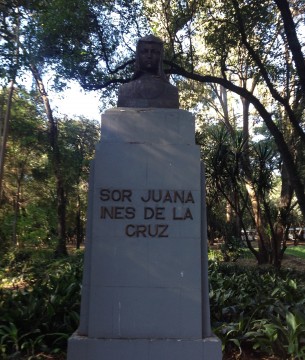 SOR JUANA
INES DE LA
CRUZ